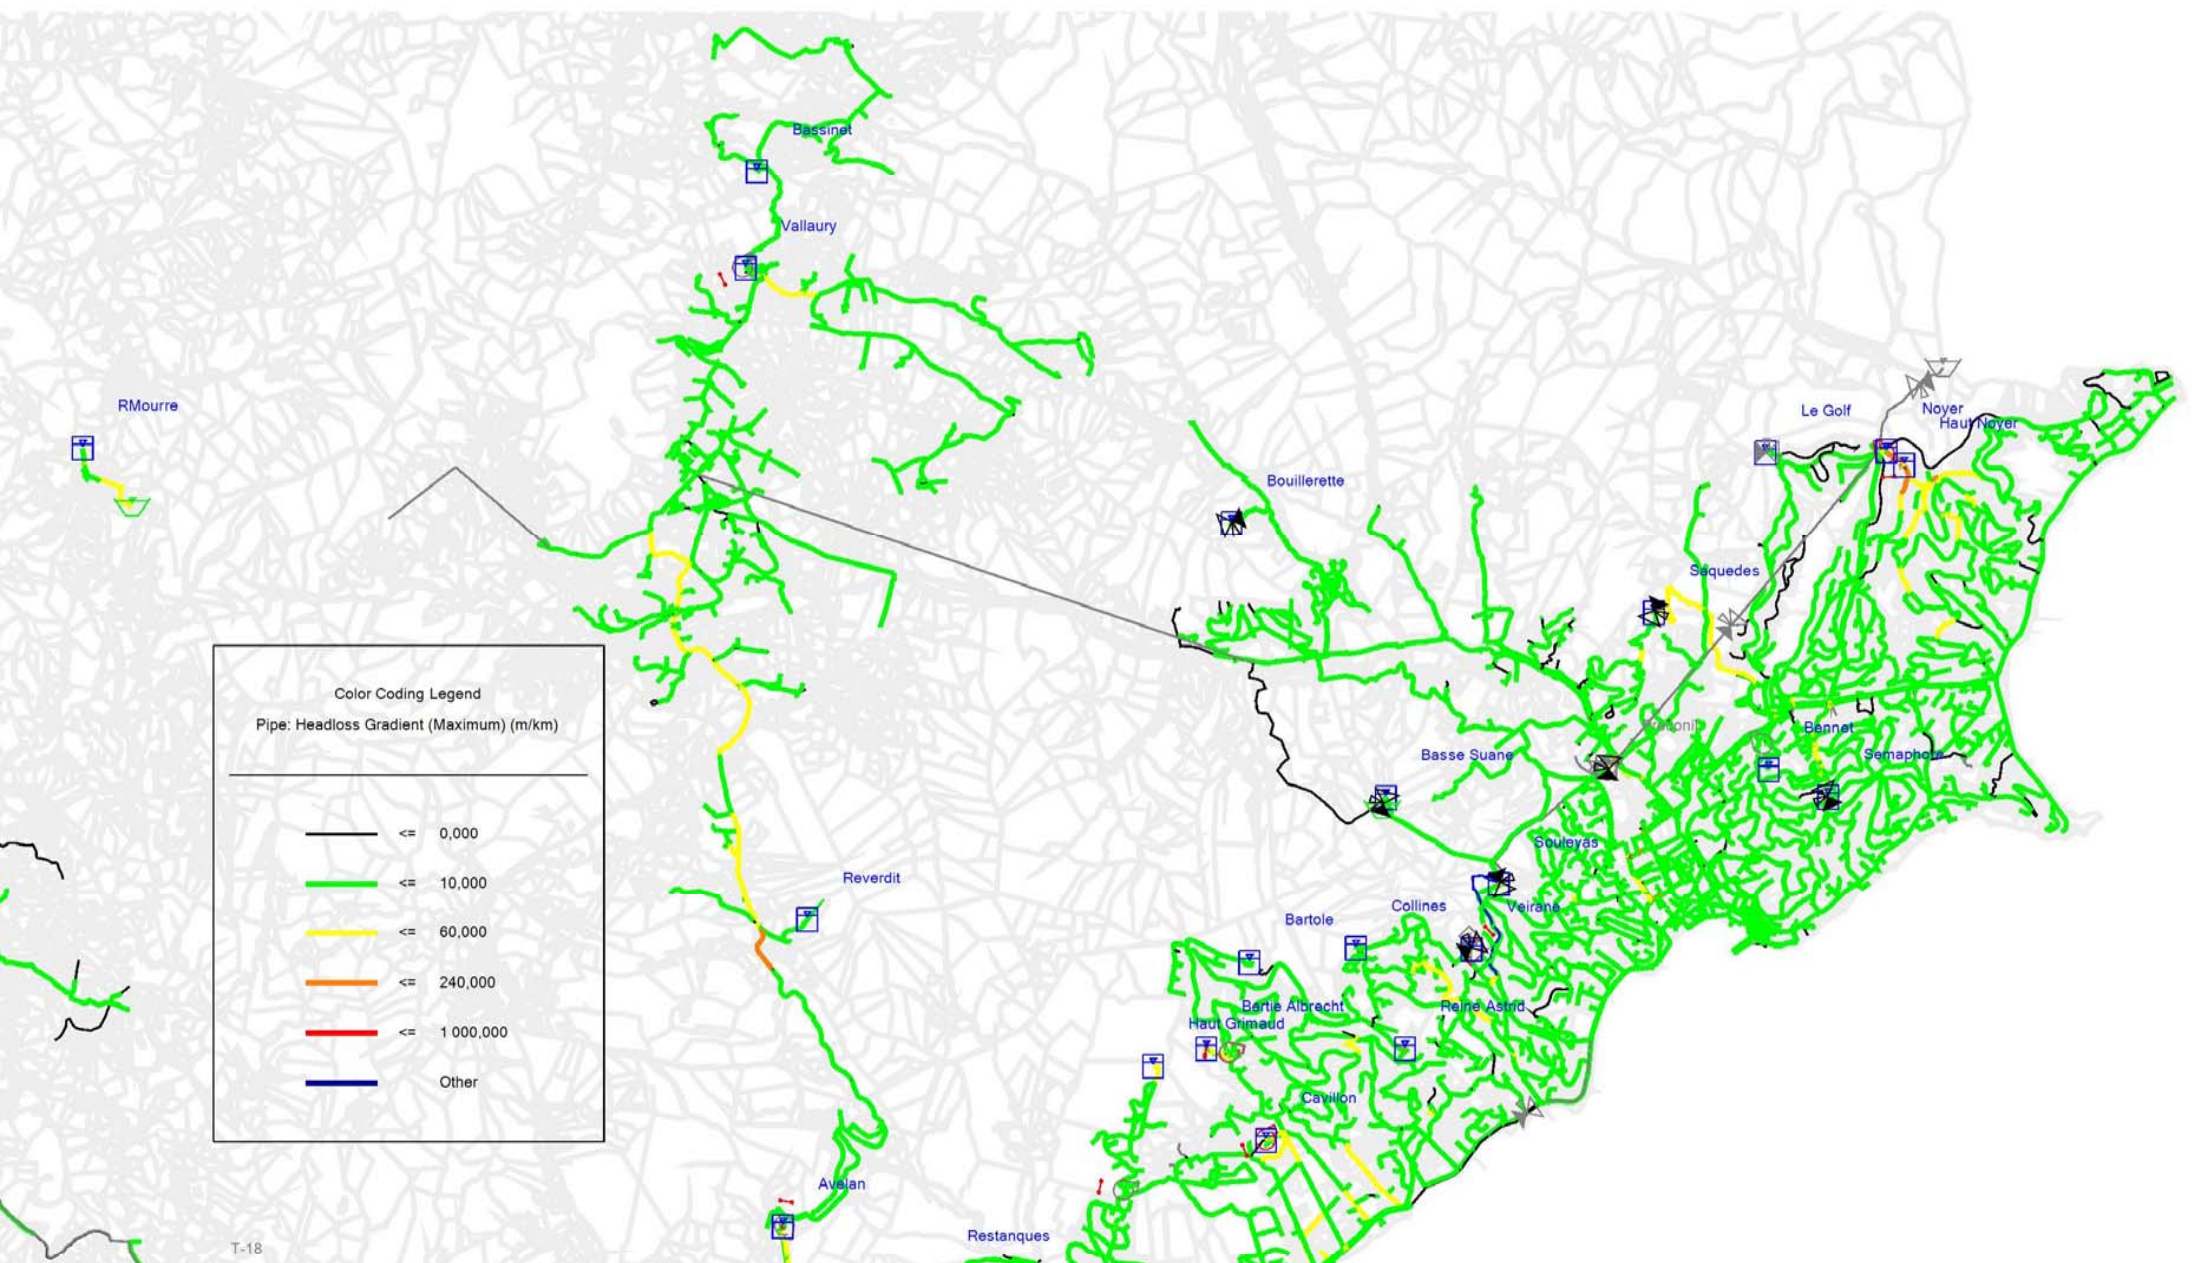 Bassinet
Vallaury
RMourre
Le Golf
Noyer
Haut Noyer
Bouillerette
Saquedes
Bennet
Semaphore
Basse Suane
Souleyas
Reverdit
Collines
Veirane
Bartole
Bertie Albrecht
Reine Astrid
Haut Grimaud
Cavillon
Avelan
Restanques
T-18
Color Coding Legend
Pipe: Headloss Gradient (Maximum) (m/km)
<= 0,000
<= 10,000
<= 60,000
<= 240,000
<= 1 000,000
Other